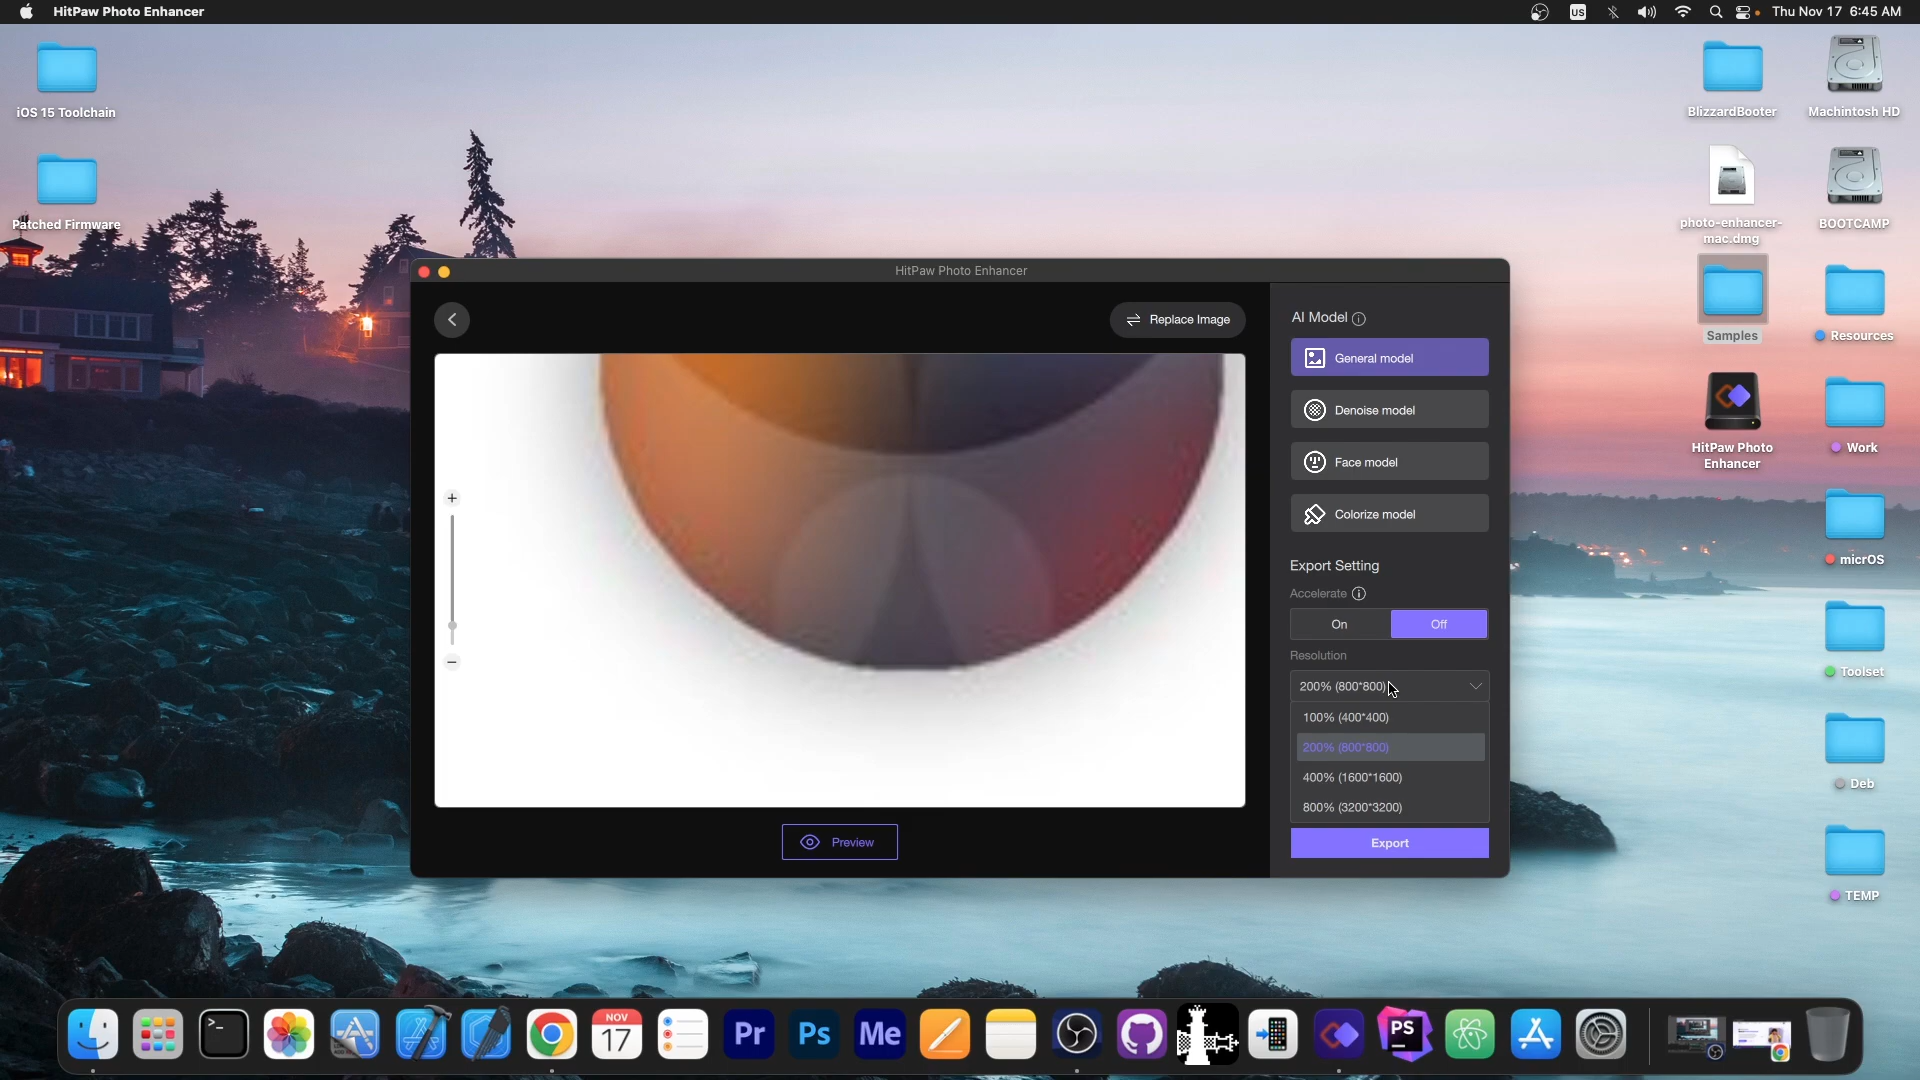 HitPaw Photo Enhancer
US
Thu Nov 17 6:45 AM
iOS 15 Toolchain
Patched Firmware
BlizzardBooter
Machintosh HD
photo-enhancer-
mac.dmg
BOOTCAMP
Samples
Resources
HitPaw Photo
Enhancer
Work
micrOS
Toolset
Deb
TEMP
HitPaw Photo Enhancer
Replace Image
AI Model
General model
Denoise model
Face model
Colorize model
Export Setting
Accelerate
On
Off
Resolution
200% (800*800)
100% (400*400)
200% (800*800)
400% (1600*1600)
800% (3200*3200)
Export
+
−
Preview
>_
NOV
17
Pr
Ps
Me
PS